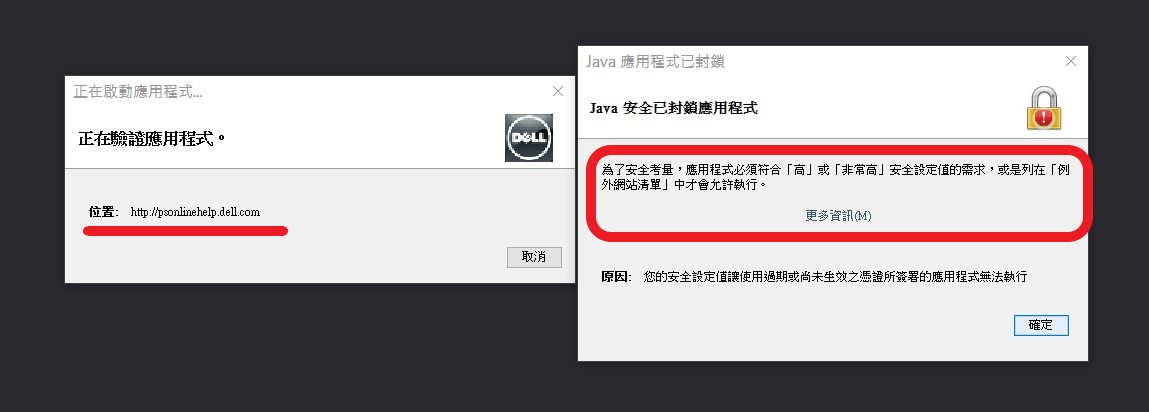 正在啟動應用程式...
正在驗證應用程式。
DELL
位置: http://psonlinehelp.dell.com
取消
Java 應用程式已封鎖
Java 安全已封鎖應用程式
為了安全考量，應用程式必須符合「高」或「非常高」安全設定值的需求，或是列在「例
外網站清單」中才會允許執行。
更多資訊(M)
原因: 您的安全設定值讓使用過期或尚未生效之憑證所簽署的應用程式無法執行
確定